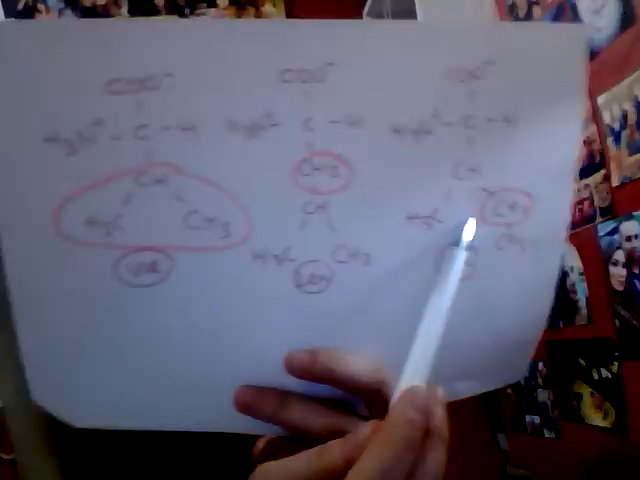 COO⁻ COO⁻ COO⁻
H₃N⁺ - C - H H₃N⁺ - C - H H₃N⁺ - C - H
CH CH₂ CH
H₃C CH₃ CH H₃C CH₂
H₃C CH₃ CH₃
Val Leu